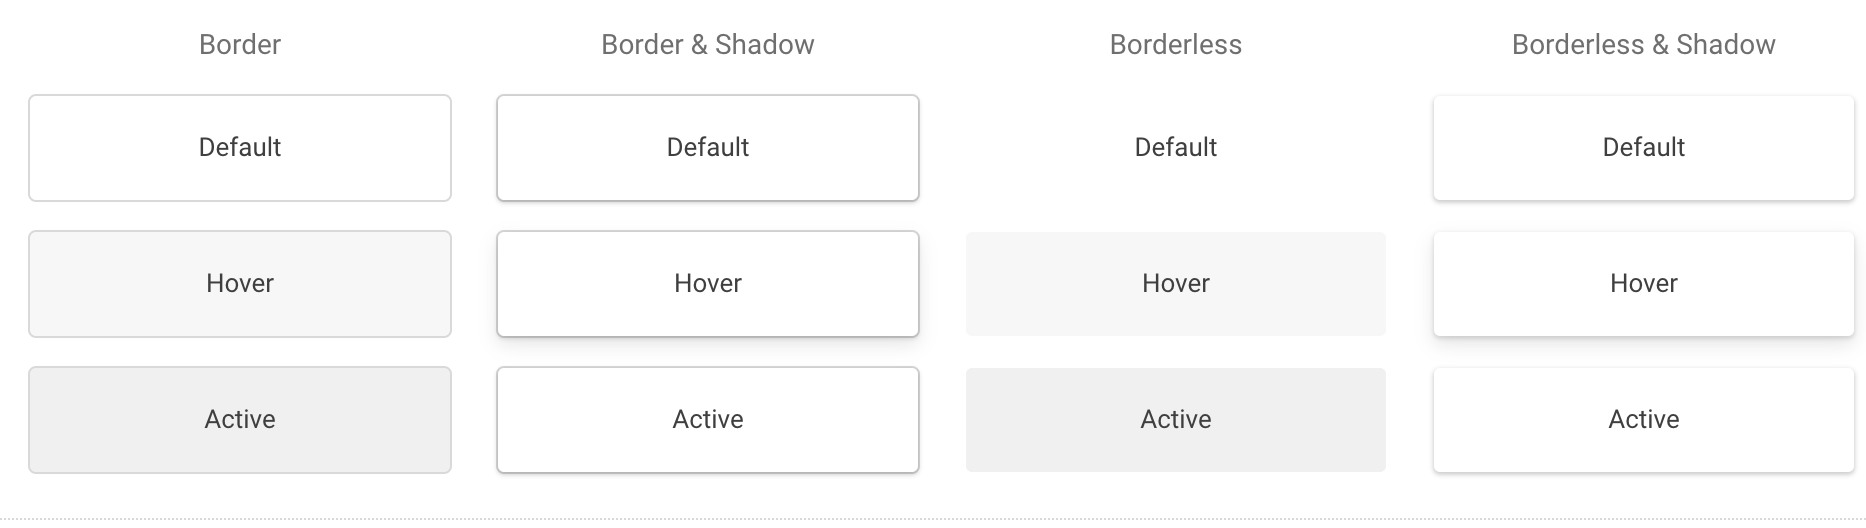 Border Border & Shadow Borderless Borderless & Shadow
Default Default Default Default
Hover Hover Hover Hover
Active Active Active Active